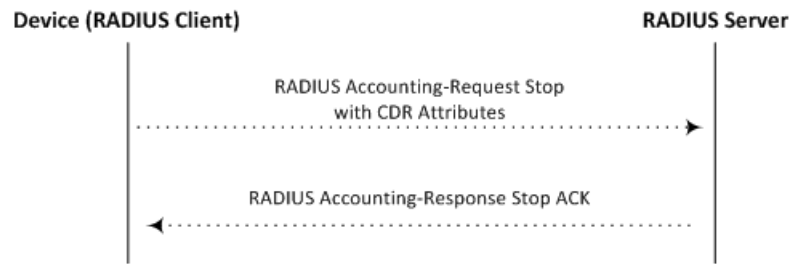 Device (RADIUS Client)
RADIUS Server
RADIUS Accounting-Request Stop
with CDR Attributes
RADIUS Accounting-Response Stop ACK